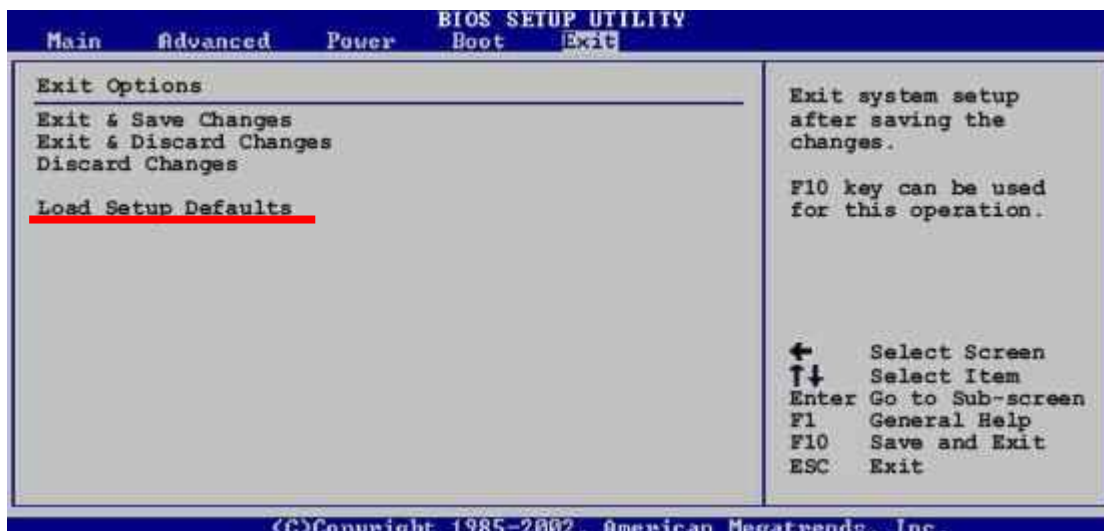 BIOS SETUP UTILITY
Main Advanced Power Boot Exit
Exit Options
Exit & Save Changes
Exit & Discard Changes
Discard Changes
Load Setup Defaults
Exit system setup
after saving the
changes.
F10 key can be used
for this operation.
← Select Screen
↑↓ Select Item
Enter Go to Sub-screen
F1 General Help
F10 Save and Exit
ESC Exit
(C)Copyright 1985-2002, American Megatrends, Inc.